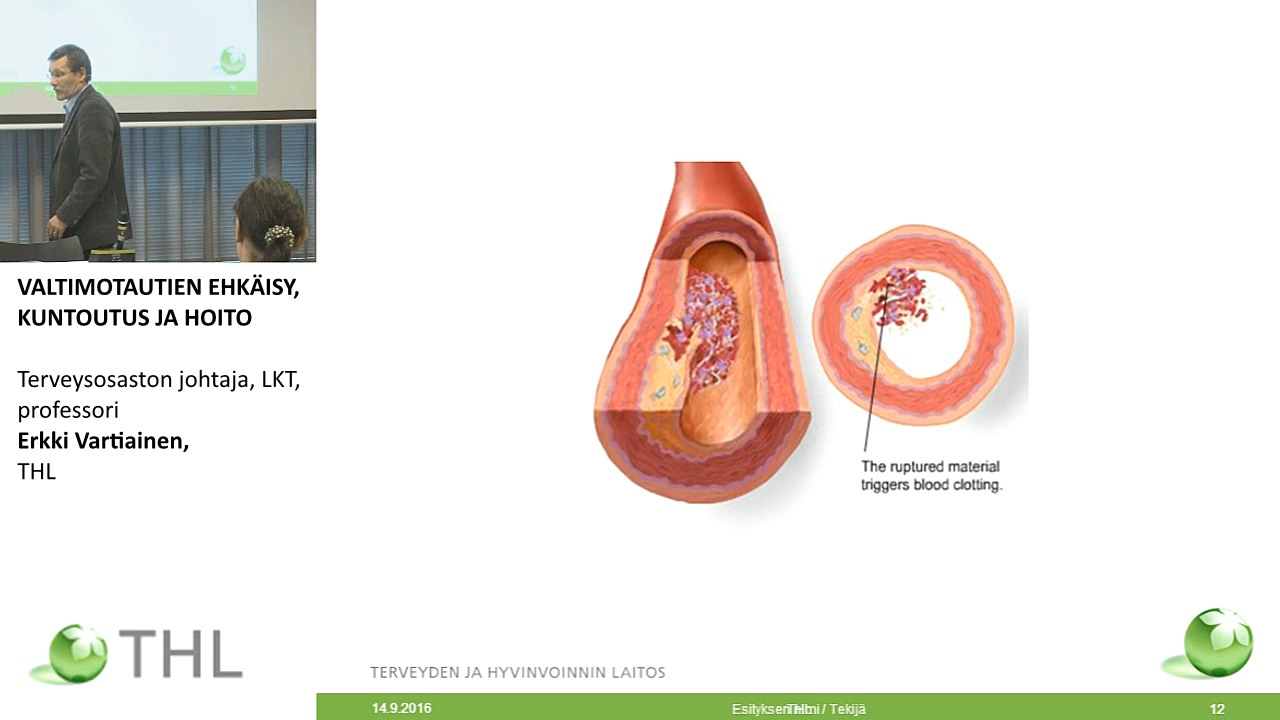 VALTIMOTAUTIEN EHKÄISY,
KUNTOUTUS JA HOITO
Terveysosaston johtaja, LKT,
professori
Erkki Vartiainen,
THL
THL
The ruptured material
triggers blood clotting.
TERVEYDEN JA HYVINVOINNIN LAITOS
14.9.2016
Esityksen nimi / Tekijä
THL
12